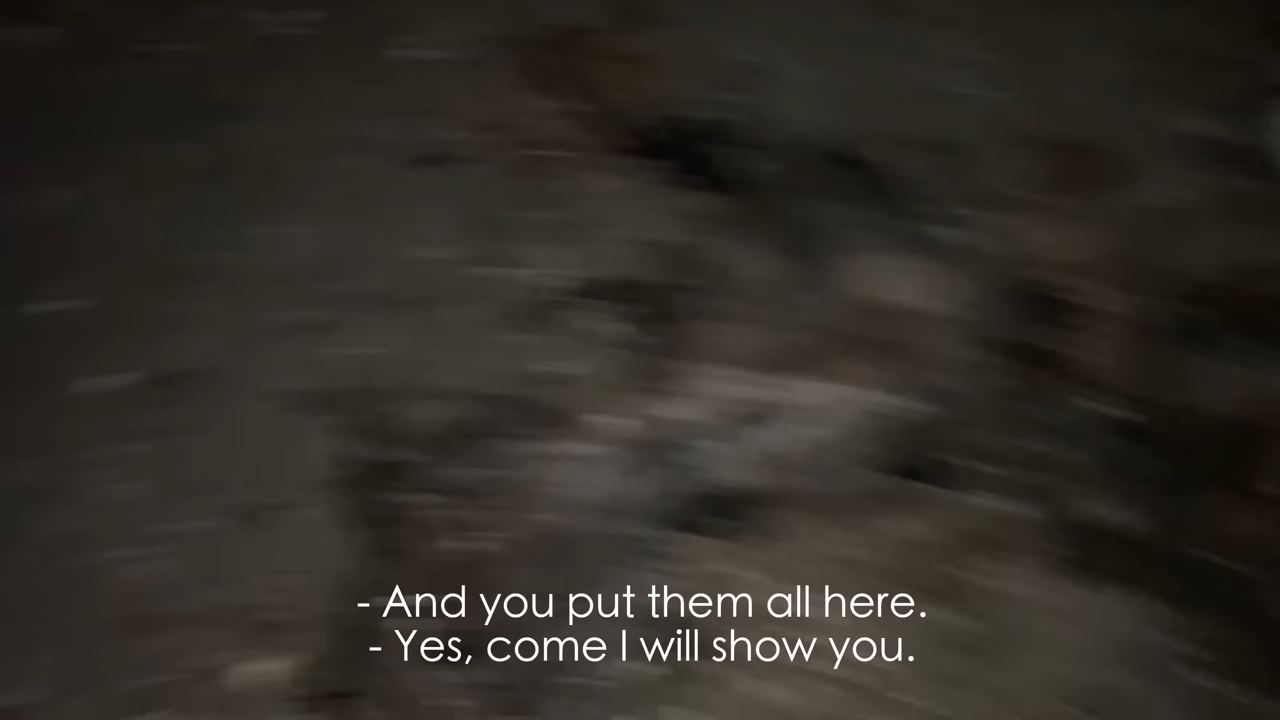 - And you put them all here.
- Yes, come I will show you.